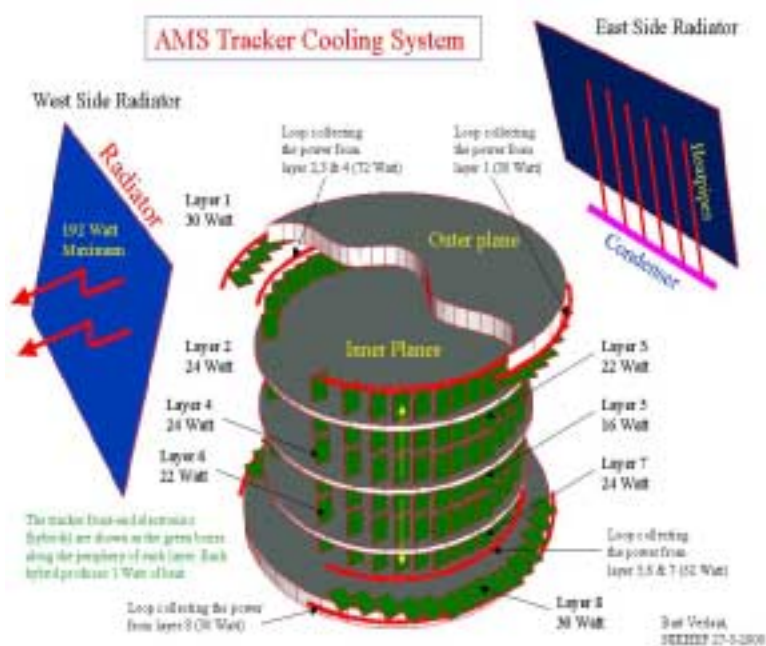 AMS Tracker Cooling System
East Side Radiator
West Side Radiator
Radiator
192 Watt
Maximum
Loop collecting
the power from
layer 2,3 & 4 (72 Watt)
Loop collecting
the power from
layer 1 (30 Watt)
Heatpipes
Condenser
Layer 1
30 Watt
Outer plane
Inner Planes
Layer 2
24 Watt
Layer 3
22 Watt
Layer 4
24 Watt
Layer 5
16 Watt
Layer 6
22 Watt
Layer 7
24 Watt
The tracker front-end electronics
(hybrids) are shown as the green boxes
along the periphery of each layer. Each
hybrid produces 1 Watt of heat
Loop collecting
the power from
layer 5,6 & 7 (62 Watt)
Loop collecting the power
from layer 8 (30 Watt)
Layer 8
30 Watt
Bart Verlaat,